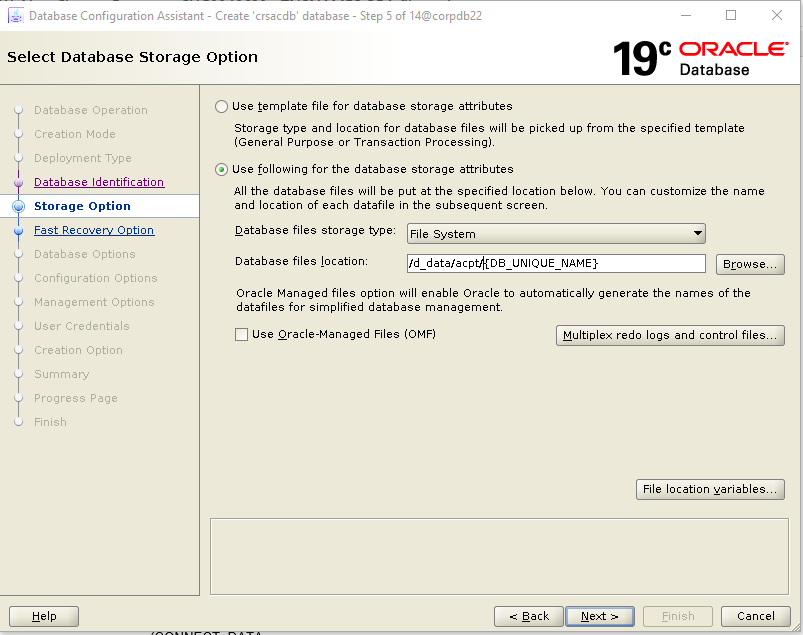 Database Configuration Assistant - Create 'crsacdb' database - Step 5 of 14@corpdb22
Select Database Storage Option
19c ORACLE
Database
Database Operation
Creation Mode
Deployment Type
Database Identification
Storage Option
Fast Recovery Option
Database Options
Configuration Options
Management Options
User Credentials
Creation Option
Summary
Progress Page
Finish
Use template file for database storage attributes
Storage type and location for database files will be picked up from the specified template
(General Purpose or Transaction Processing).
Use following for the database storage attributes
All the database files will be put at the specified location below. You can customize the name
and location of each datafile in the subsequent screen.
Database files storage type: File System
Database files location: /d_data/acpt/{DB_UNIQUE_NAME} Browse...
Oracle Managed files option will enable Oracle to automatically generate the names of the
datafiles for simplified database management.
Use Oracle-Managed Files (OMF) Multiplex redo logs and control files...
File location variables...
Help < Back Next > Finish Cancel